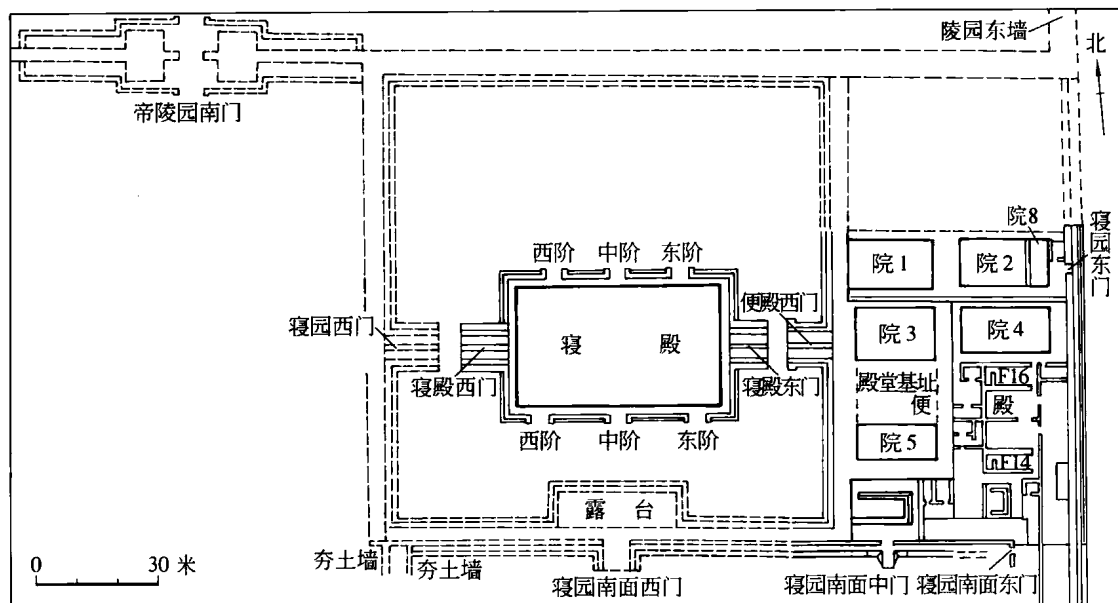 陵园东墙
北
帝陵园南门
院8
寝园东门
院1
院2
西阶
中阶
东阶
便殿西门
院3
院4
寝园西门
寝殿
寝殿西门
寝殿东门
殿堂基址
F16
便殿
西阶
中阶
东阶
院5
F14
露台
0 30 米
夯土墙
夯土墙
寝园南面西门
寝园南面中门
寝园南面东门